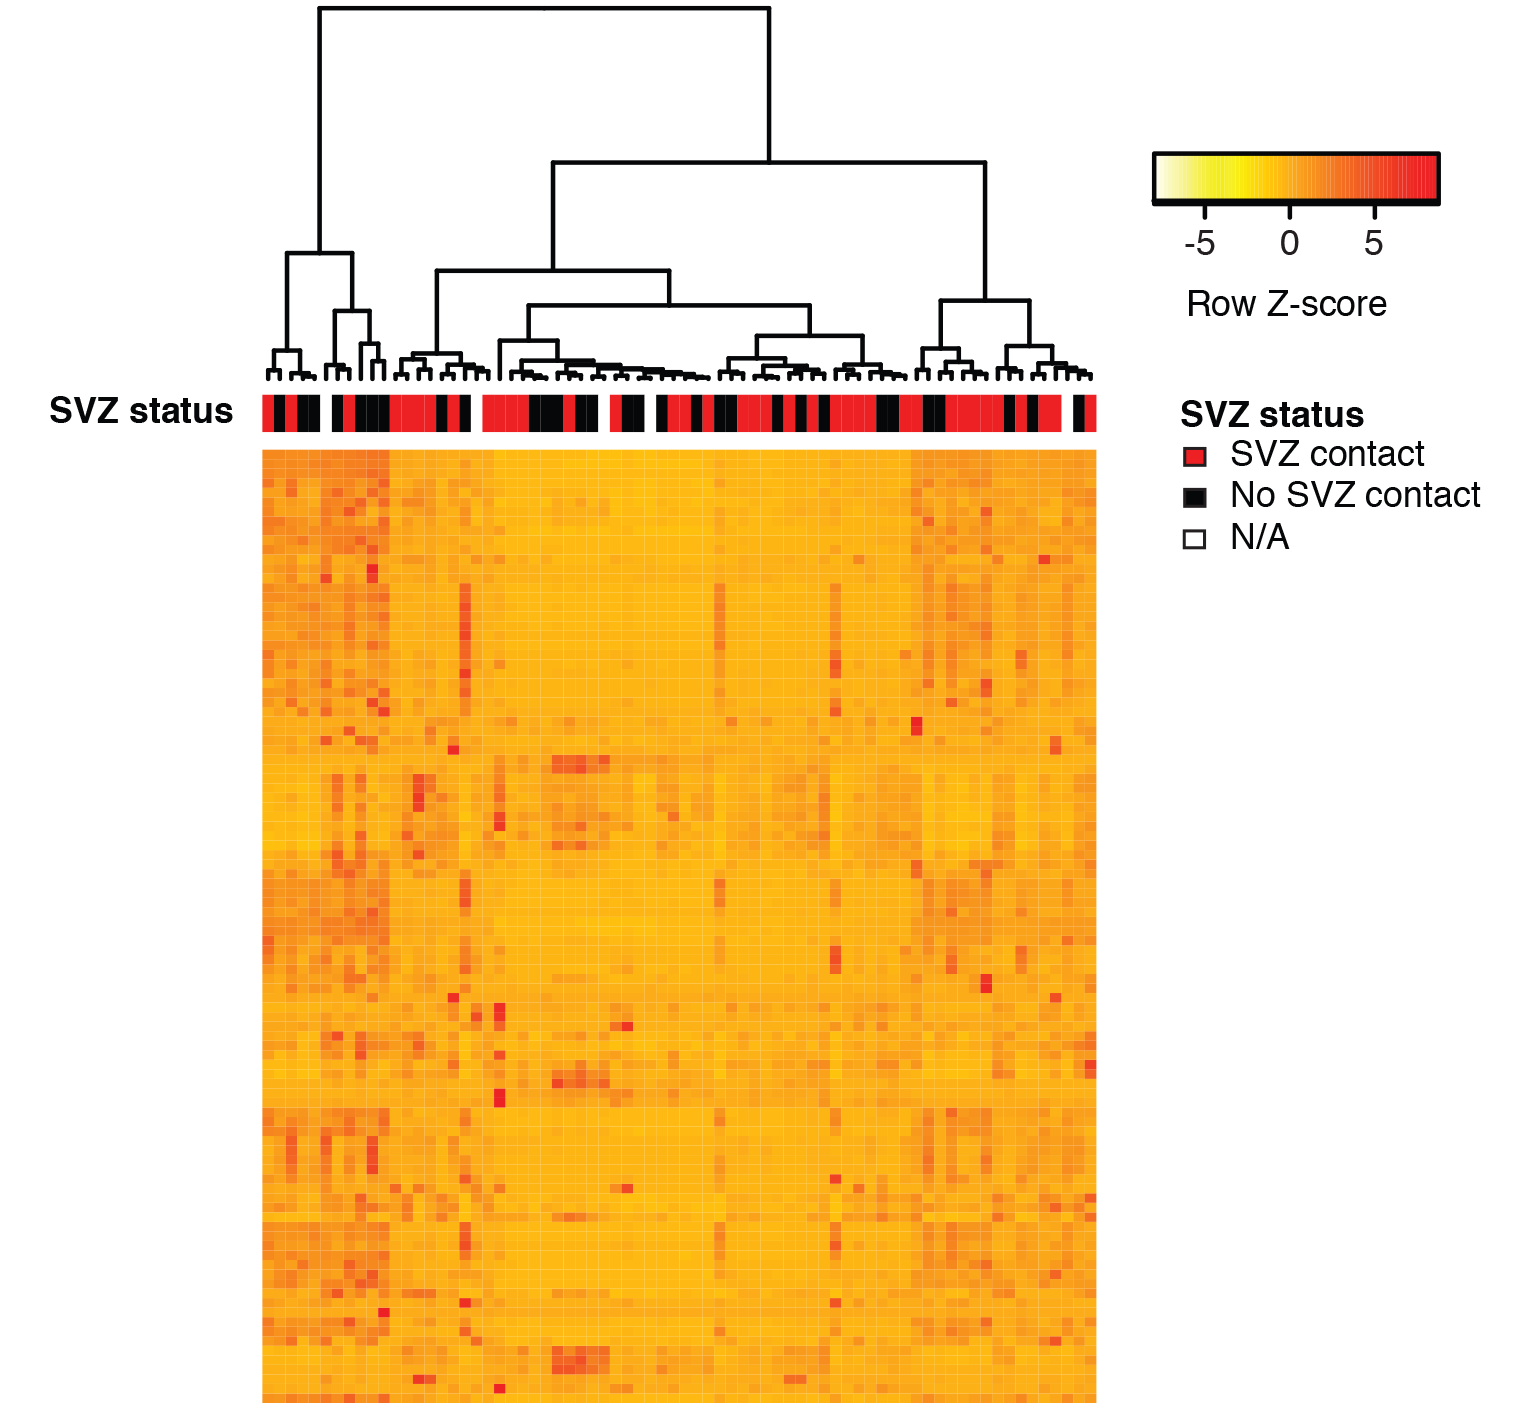 -5 0 5
Row Z-score
SVZ status
SVZ status
SVZ contact
No SVZ contact
N/A